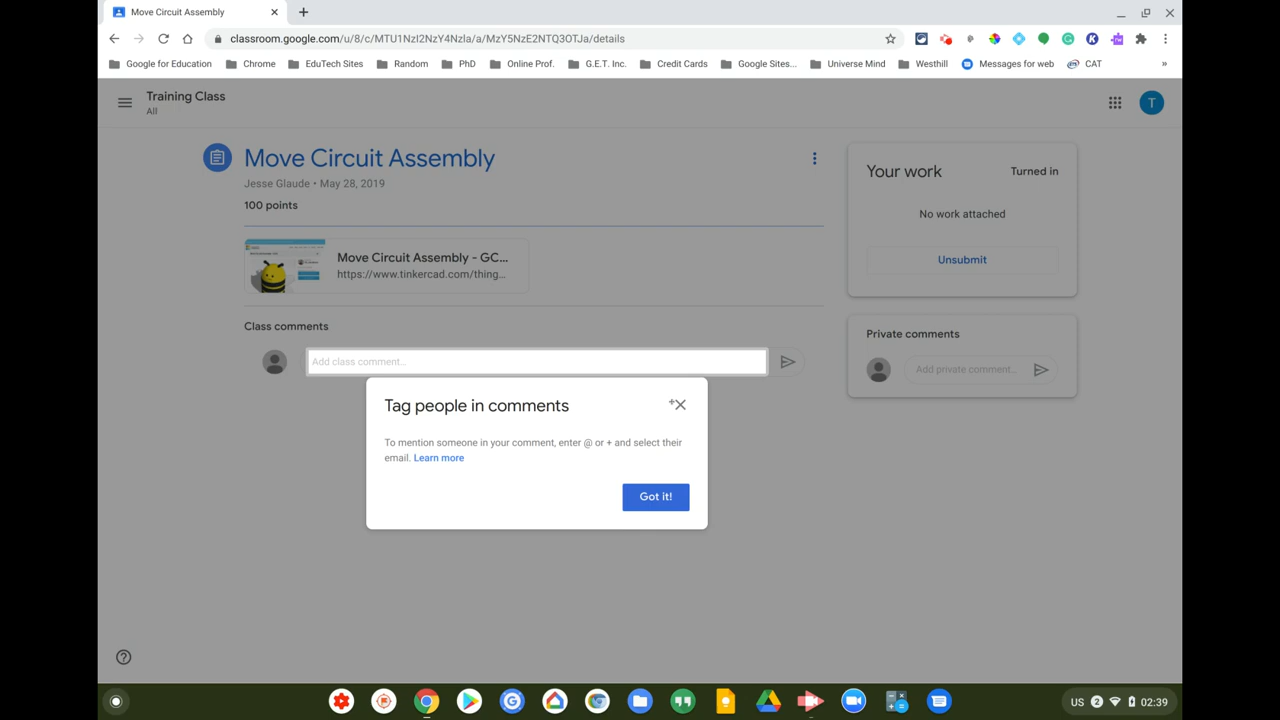 Move Circuit Assembly
classroom.google.com/u/8/c/MTU1NzI2NzY4NzIa/a/MzY5NzE2NTQ3OTJa/details
Google for Education
Chrome
EduTech Sites
Random
PhD
Online Prof.
G.E.T. Inc.
Credit Cards
Google Sites...
Universe Mind
Westhill
Messages for web
CAT
»
Training Class
All
T
Move Circuit Assembly
Jesse Glaude • May 28, 2019
100 points
Move Circuit Assembly - GC...
https://www.tinkercad.com/thing...
Class comments
Add class comment...
Your work
Turned in
No work attached
Unsubmit
Private comments
Add private comment...
Tag people in comments
To mention someone in your comment, enter @ or + and select their
email. Learn more
Got it!
US 2 02:39